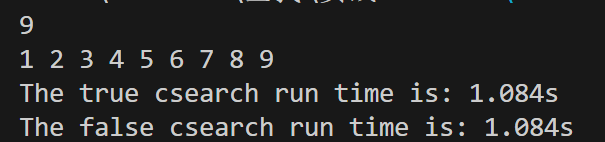 9
1 2 3 4 5 6 7 8 9
The true csearch run time is: 1.084s
The false csearch run time is: 1.084s